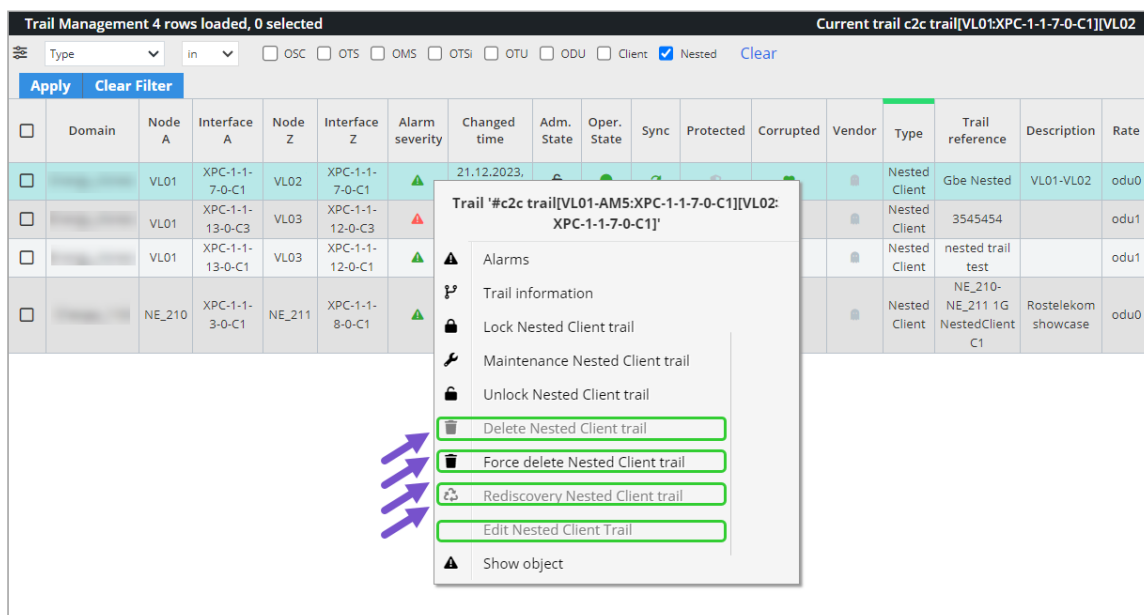 Trail Management 4 rows loaded, 0 selected Current trail c2c trail[VL01:XPC-1-1-7-0-C1][VL02
Type in OSC OTS OMS OTSi OTU ODU Client Nested Clear
Apply Clear Filter
Domain Node A Interface A Node Z Interface Z Alarm severity Changed time Adm. State Oper. State Sync Protected Corrupted Vendor Type Trail reference Description Rate
VL01 XPC-1-1-7-0-C1 VL02 XPC-1-1-7-0-C1 21.12.2023, Nested Client Gbe Nested VL01-VL02 odu0
VL01 XPC-1-1-13-0-C3 VL03 XPC-1-1-12-0-C3 Nested Client 3545454 odu1
VL01 XPC-1-1-13-0-C1 VL03 XPC-1-1-12-0-C1 Nested Client nested trail test odu1
NE_210 XPC-1-1-3-0-C1 NE_211 XPC-1-1-8-0-C1 Nested Client NE_210-NE_211 1G NestedClient C1 Rostelekom showcase odu0
Trail '#c2c trail[VL01-AM5:XPC-1-1-7-0-C1][VL02:
XPC-1-1-7-0-C1]'
Alarms
Trail information
Lock Nested Client trail
Maintenance Nested Client trail
Unlock Nested Client trail
Delete Nested Client trail
Force delete Nested Client trail
Rediscovery Nested Client trail
Edit Nested Client Trail
Show object